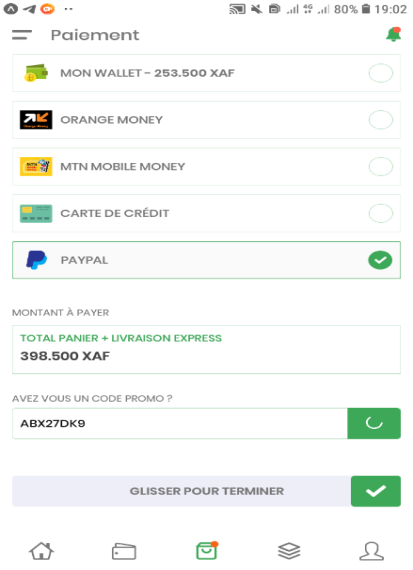 80% 19:02
Paiement
MON WALLET - 253.500 XAF
ORANGE MONEY
MTN MOBILE MONEY
CARTE DE CRÉDIT
PAYPAL
MONTANT À PAYER
TOTAL PANIER + LIVRAISON EXPRESS
398.500 XAF
AVEZ VOUS UN CODE PROMO ?
ABX27DK9
GLISSER POUR TERMINER